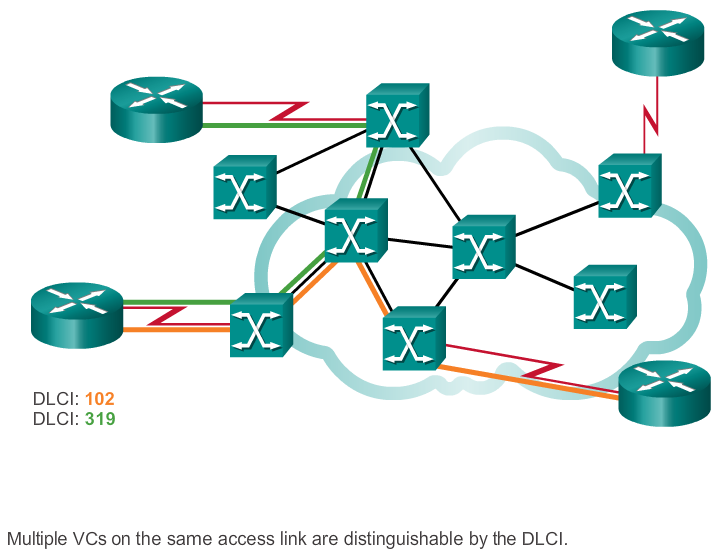 DLCI: 102
DLCI: 319
Multiple VCs on the same access link are distinguishable by the DLCI.